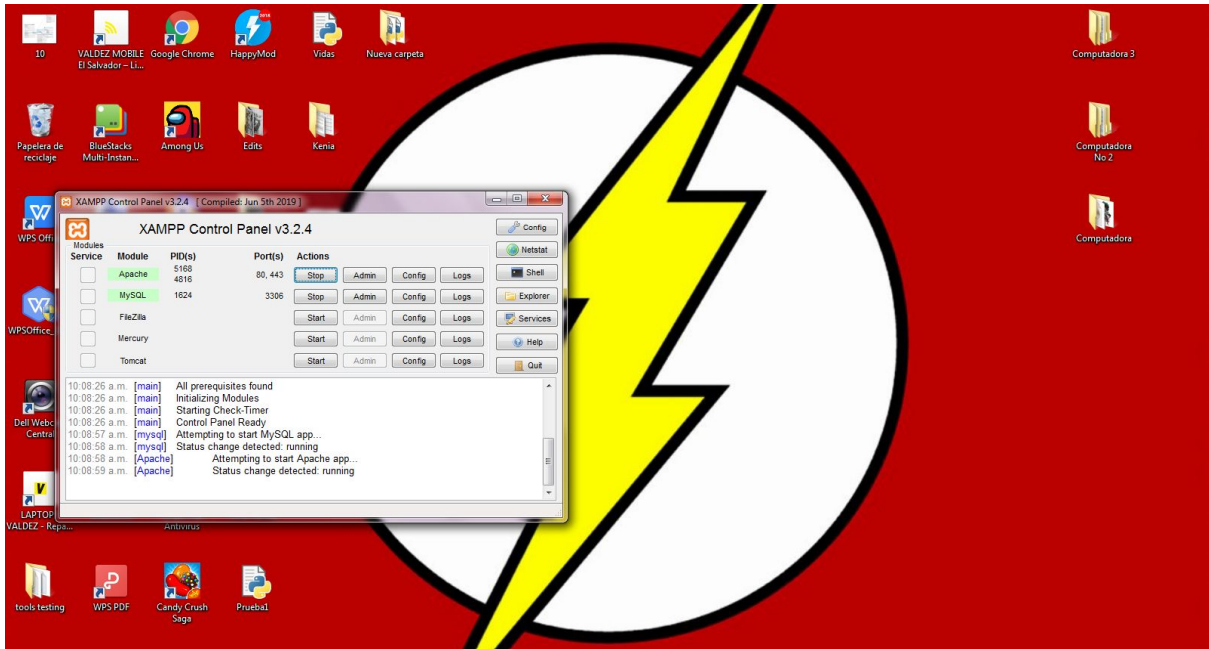 10
VALDEZ MOBILE
El Salvador – Li...
Google Chrome
2018
HappyMod
Vidas
Nueva carpeta
Computadora 3
Papelera de
reciclaje
BlueStacks
Multi-Instan...
Among Us
Edits
Kenia
Computadora
No 2
WPS Offi
Computadora
WPSOffice_
Dell Webc
Central
LAPTOP
VALDEZ - Repa...
Antivirus
tools testing
WPS PDF
Candy Crush
Saga
Prueba1
XAMPP Control Panel v3.2.4 [ Compiled: Jun 5th 2019 ]
XAMPP Control Panel v3.2.4
Config
Modules
Service Module PID(s) Port(s) Actions
Netstat
Apache 5168
4816 80, 443 Stop Admin Config Logs
Shell
MySQL 1624 3306 Stop Admin Config Logs
Explorer
FileZilla Start Admin Config Logs
Services
Mercury Start Admin Config Logs
Help
Tomcat Start Admin Config Logs
Quit
10:08:26 a.m. [main] All prerequisites found
10:08:26 a.m. [main] Initializing Modules
10:08:26 a.m. [main] Starting Check-Timer
10:08:26 a.m. [main] Control Panel Ready
10:08:57 a.m. [mysql] Attempting to start MySQL app...
10:08:58 a.m. [mysql] Status change detected: running
10:08:58 a.m. [Apache] Attempting to start Apache app...
10:08:59 a.m. [Apache] Status change detected: running